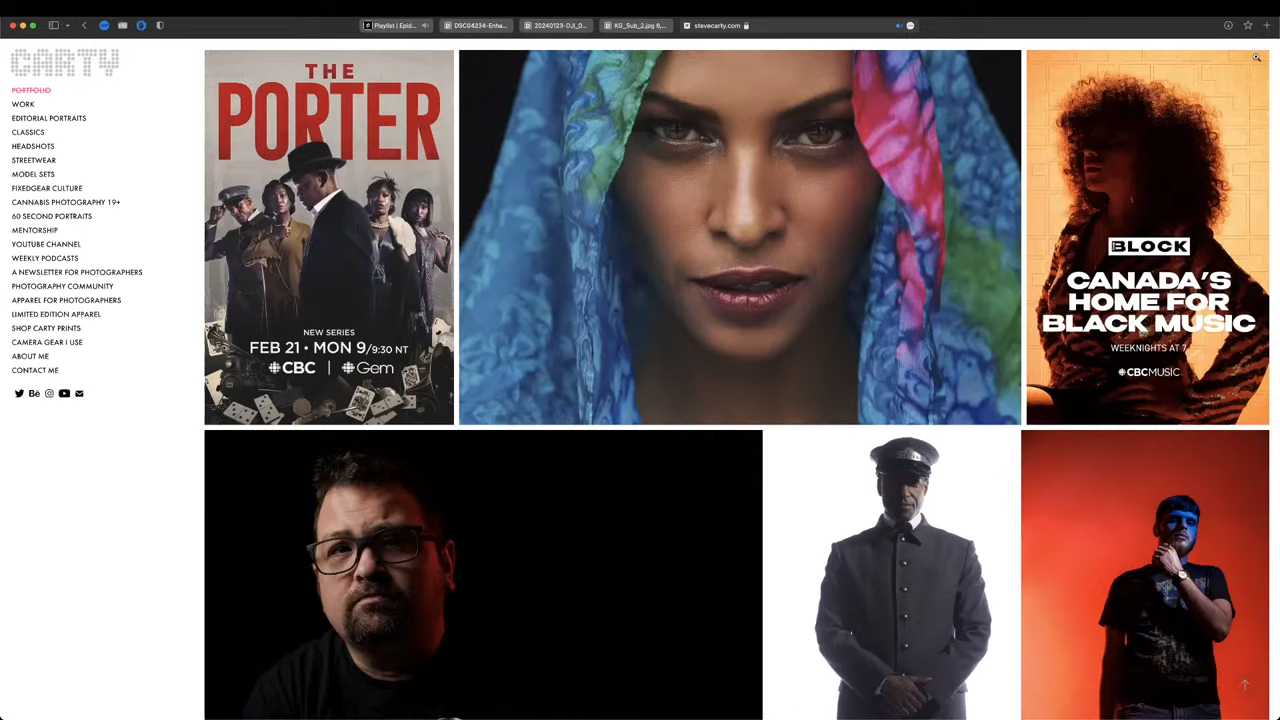 Playlist | Epid...
DSC04234-Enha...
20240123-DJI_0...
KG_Sub_2.jpg 6,...
stevecarty.com
CARTY
PORTFOLIO
WORK
EDITORIAL PORTRAITS
CLASSICS
HEADSHOTS
STREETWEAR
MODEL SETS
FIXEDGEAR CULTURE
CANNABIS PHOTOGRAPHY 19+
60 SECOND PORTRAITS
MENTORSHIP
YOUTUBE CHANNEL
WEEKLY PODCASTS
A NEWSLETTER FOR PHOTOGRAPHERS
PHOTOGRAPHY COMMUNITY
APPAREL FOR PHOTOGRAPHERS
LIMITED EDITION APPAREL
SHOP CARTY PRINTS
CAMERA GEAR I USE
ABOUT ME
CONTACT ME
Bē
THE
PORTER
NEW SERIES
FEB 21 • MON 9/9:30 NT
CBC | Gem
BLOCK
CANADA'S
HOME FOR
BLACK MUSIC
WEEKNIGHTS AT 7
CBCMUSIC